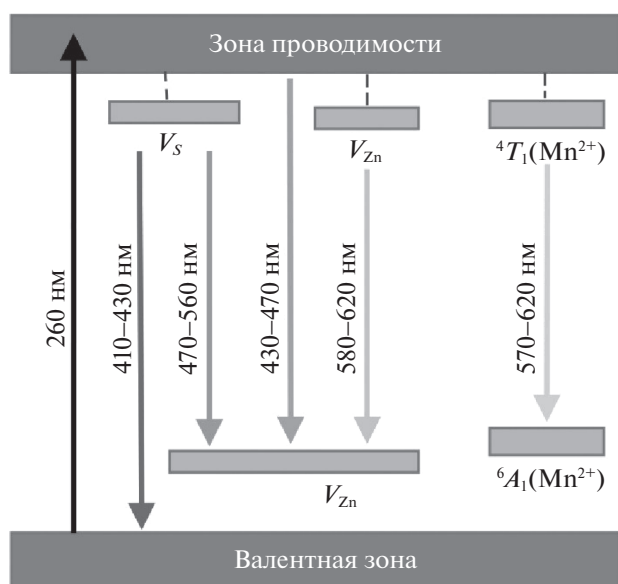 Зона проводимости
V_S
V_Zn
⁴T₁(Mn²⁺)
260 нм
410–430 нм
470–560 нм
430–470 нм
580–620 нм
570–620 нм
V_Zn
⁶A₁(Mn²⁺)
Валентная зона